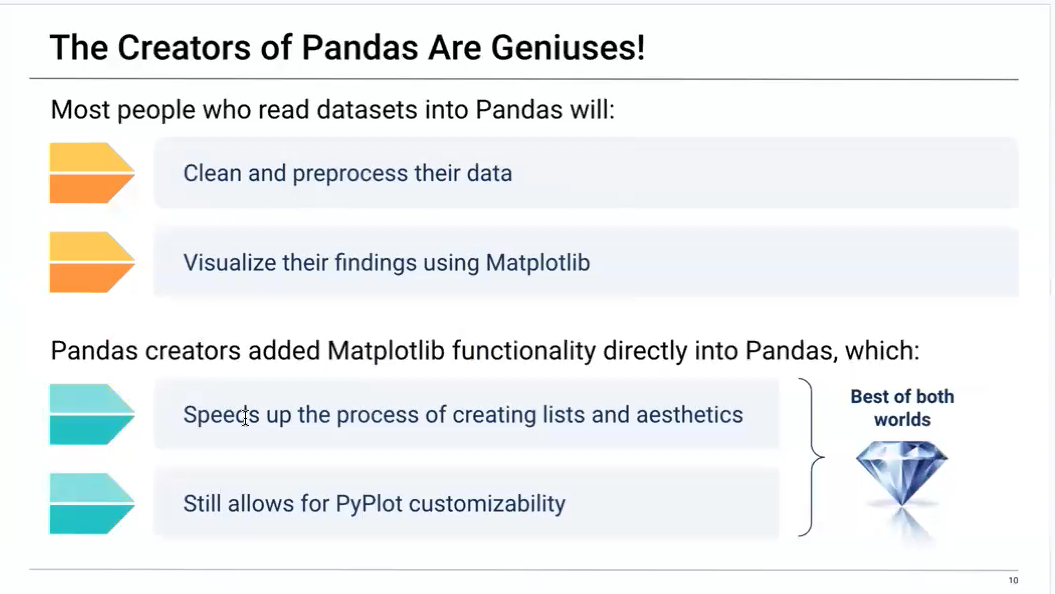 The Creators of Pandas Are Geniuses!
Most people who read datasets into Pandas will:
Clean and preprocess their data
Visualize their findings using Matplotlib
Pandas creators added Matplotlib functionality directly into Pandas, which:
Speeds up the process of creating lists and aesthetics
Still allows for PyPlot customizability
Best of both
worlds
10